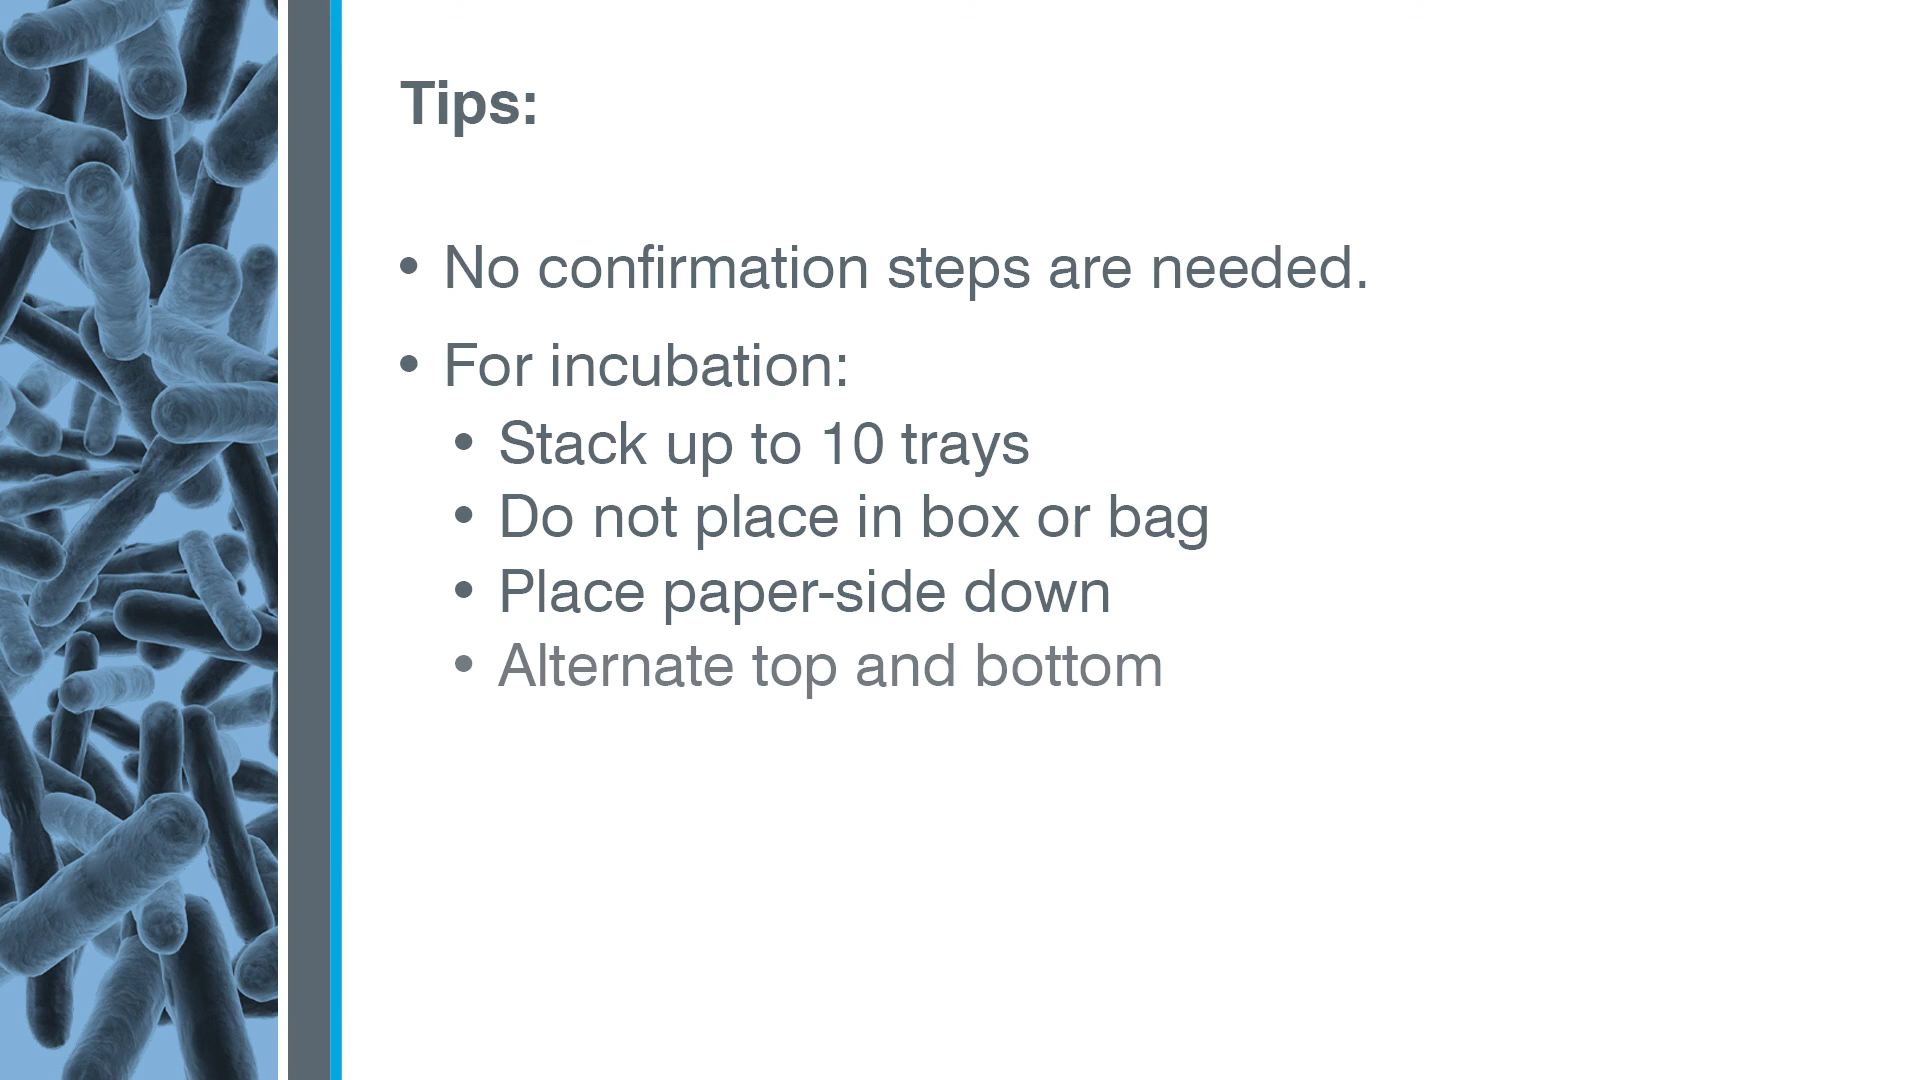 Tips:
• No confirmation steps are needed.
• For incubation:
• Stack up to 10 trays
• Do not place in box or bag
• Place paper-side down
• Alternate top and bottom